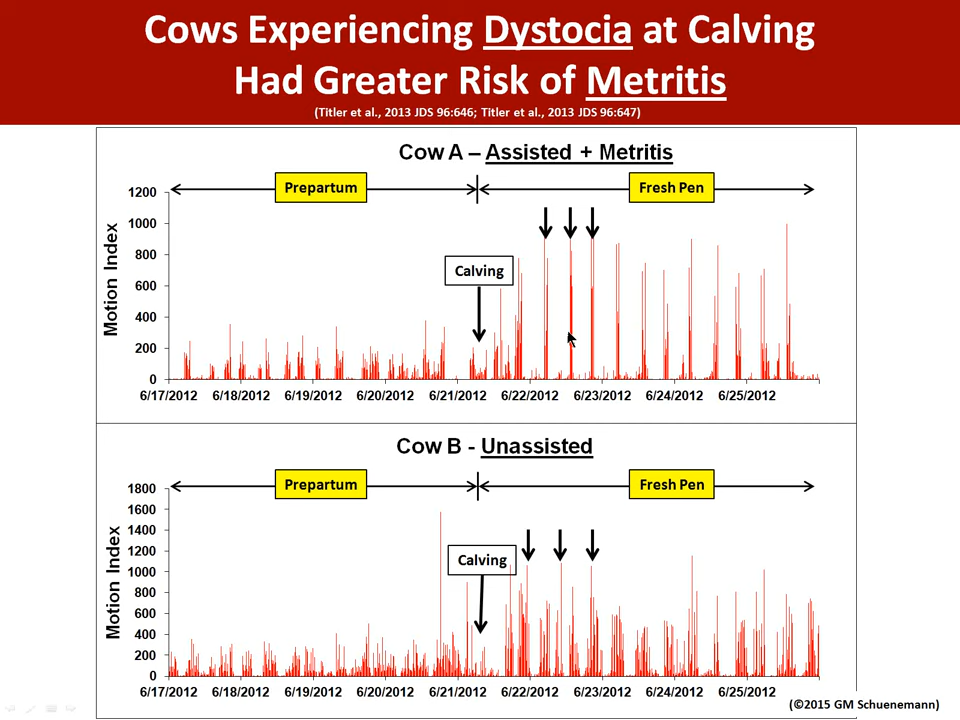 Cows Experiencing Dystocia at Calving
Had Greater Risk of Metritis
(Titler et al., 2013 JDS 96:646; Titler et al., 2013 JDS 96:647)
Cow A – Assisted + Metritis
Prepartum
Fresh Pen
Calving
Motion Index
1200
1000
800
600
400
200
0
6/17/2012 6/18/2012 6/19/2012 6/20/2012 6/21/2012 6/22/2012 6/23/2012 6/24/2012 6/25/2012
Cow B - Unassisted
Prepartum
Fresh Pen
Calving
Motion Index
1800
1600
1400
1200
1000
800
600
400
200
0
6/17/2012 6/18/2012 6/19/2012 6/20/2012 6/21/2012 6/22/2012 6/23/2012 6/24/2012 6/25/2012
(©2015 GM Schuenemann)